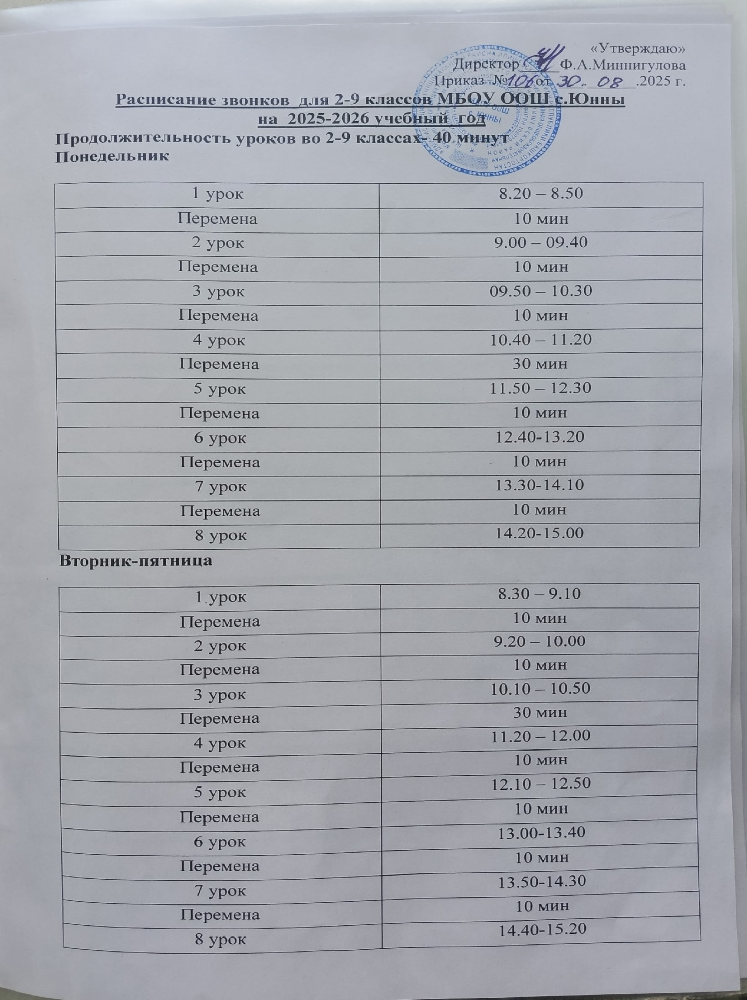 «Утверждаю»
Директор ______Ф.А.Миннигулова
Приказ №106 от 30.08.2025 г.
Расписание звонков для 2-9 классов МБОУ ООШ с.Юнны
на 2025-2026 учебный год
Продолжительность уроков во 2-9 классах- 40 минут
Понедельник
1 урок 8.20 – 8.50
Перемена 10 мин
2 урок 9.00 – 09.40
Перемена 10 мин
3 урок 09.50 – 10.30
Перемена 10 мин
4 урок 10.40 – 11.20
Перемена 30 мин
5 урок 11.50 – 12.30
Перемена 10 мин
6 урок 12.40-13.20
Перемена 10 мин
7 урок 13.30-14.10
Перемена 10 мин
8 урок 14.20-15.00
Вторник-пятница
1 урок 8.30 – 9.10
Перемена 10 мин
2 урок 9.20 – 10.00
Перемена 10 мин
3 урок 10.10 – 10.50
Перемена 30 мин
4 урок 11.20 – 12.00
Перемена 10 мин
5 урок 12.10 – 12.50
Перемена 10 мин
6 урок 13.00-13.40
Перемена 10 мин
7 урок 13.50-14.30
Перемена 10 мин
8 урок 14.40-15.20